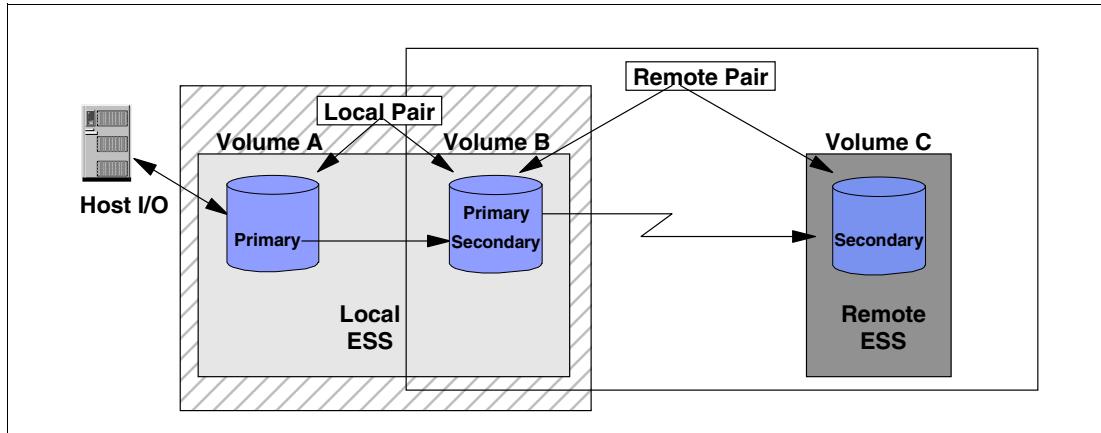 Remote Pair
Local Pair
Volume A
Volume B
Volume C
Host I/O
Primary
Primary
Secondary
Secondary
Local
ESS
Remote
ESS